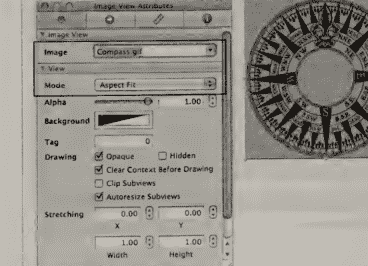 Image View Attributes
Image View
Image Compass.gif
View
Mode Aspect Fit
Alpha 1.00
Background
Tag 0
Drawing Opaque Hidden
Clear Context Before Drawing
Clip Subviews
Autoresize Subviews
Stretching 0.00 0.00
X Y
1.00 1.00
Width Height